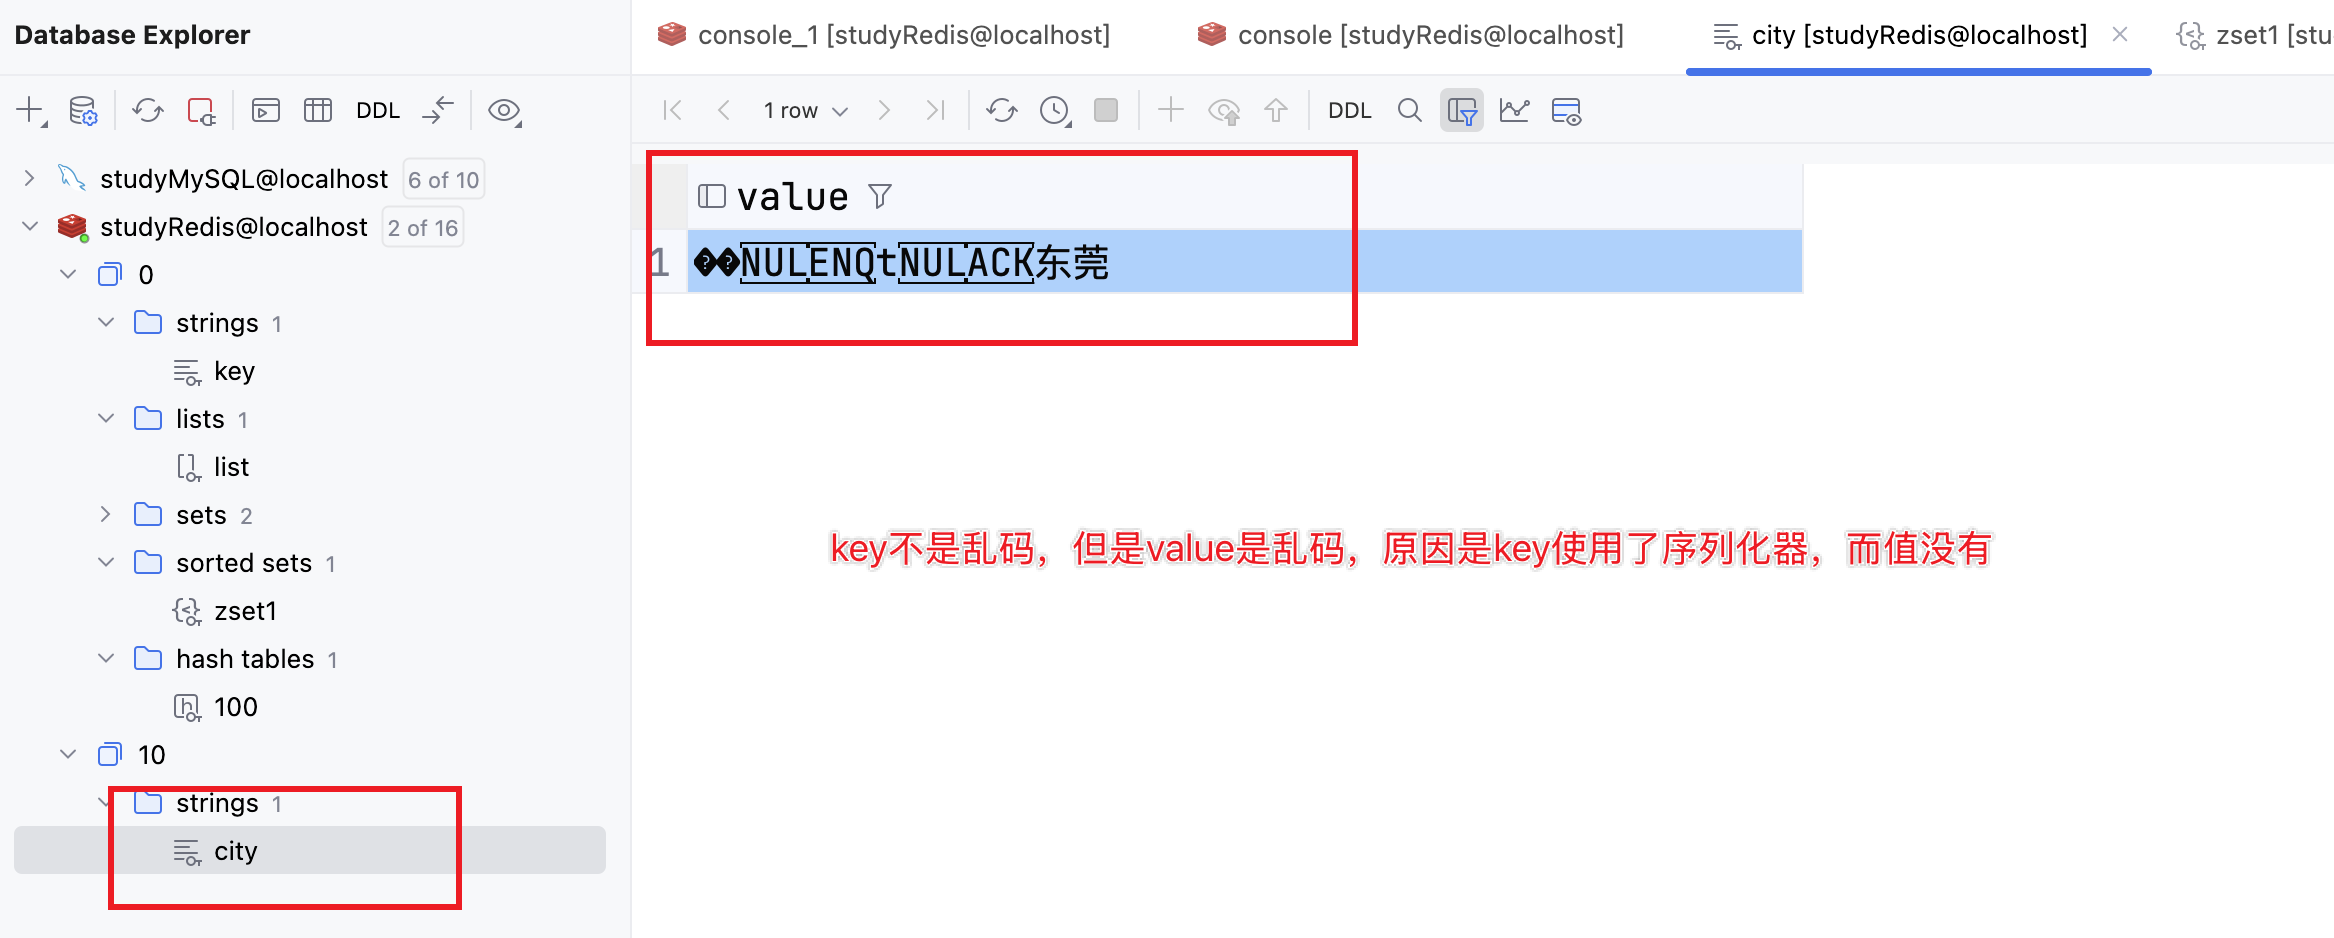 Database Explorer
console_1 [studyRedis@localhost]
console [studyRedis@localhost]
city [studyRedis@localhost]
zset1 [stu
DDL
1 row
DDL
studyMySQL@localhost 6 of 10
studyRedis@localhost 2 of 16
0
strings 1
key
lists 1
list
sets 2
sorted sets 1
zset1
hash tables 1
100
10
strings 1
city
value
1 ��NULENQtNULACK东莞
key不是乱码，但是value是乱码，原因是key使用了序列化器，而值没有